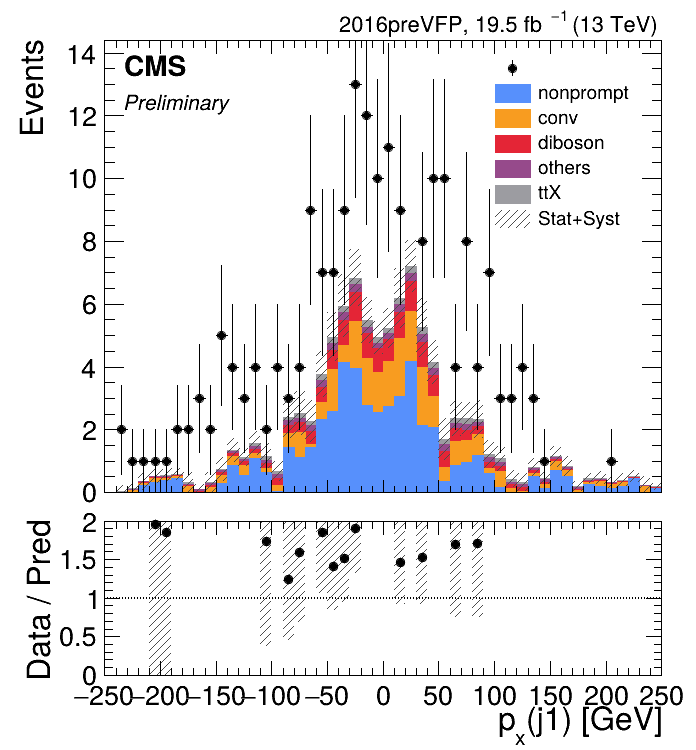 2016preVFP, 19.5 fb⁻¹ (13 TeV)
Events
CMS
Preliminary
nonprompt
conv
diboson
others
ttX
Stat+Syst
14
12
10
8
6
4
2
0
Data / Pred
2
1.5
1
0.5
0
−250 −200 −150 −100 −50 0 50 100 150 200 250
pₓ(j1) [GeV]